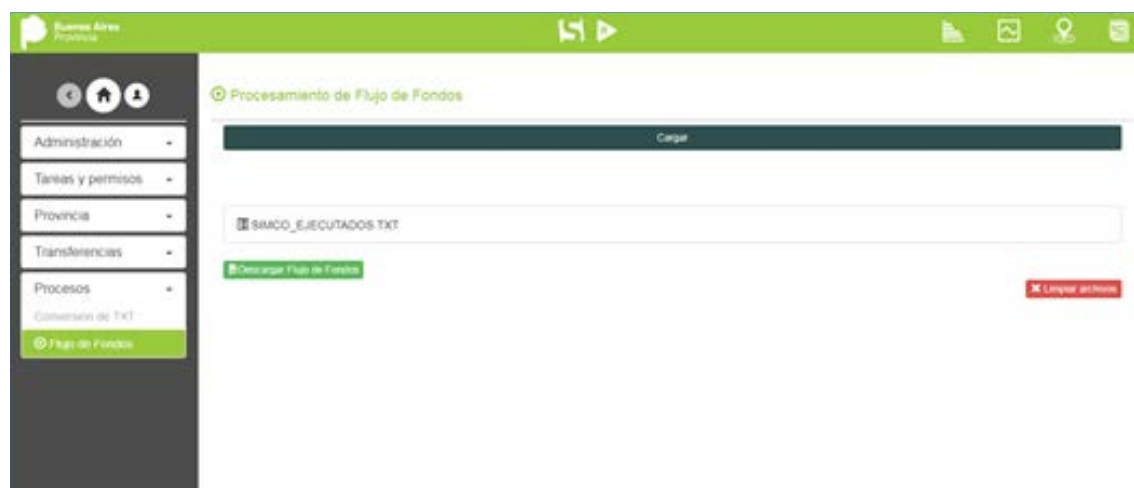 Buenos Aires
Provincia
Procesamiento de Flujo de Fondos
Cargar
Administración
Tareas y permisos
Provincia
Transferencias
Procesos
Conversión de TXT
Flujo de Fondos
SIMCO_EJECUTADOS.TXT
Descargar Flujo de Fondos
Limpiar archivos